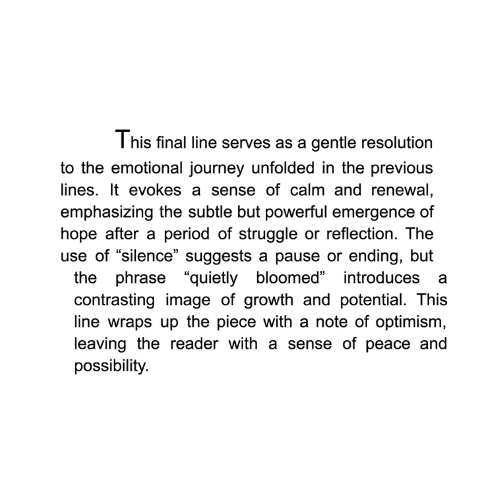 This final line serves as a gentle resolution
to the emotional journey unfolded in the previous
lines. It evokes a sense of calm and renewal,
emphasizing the subtle but powerful emergence of
hope after a period of struggle or reflection. The
use of “silence” suggests a pause or ending, but
the phrase “quietly bloomed” introduces a
contrasting image of growth and potential. This
line wraps up the piece with a note of optimism,
leaving the reader with a sense of peace and
possibility.